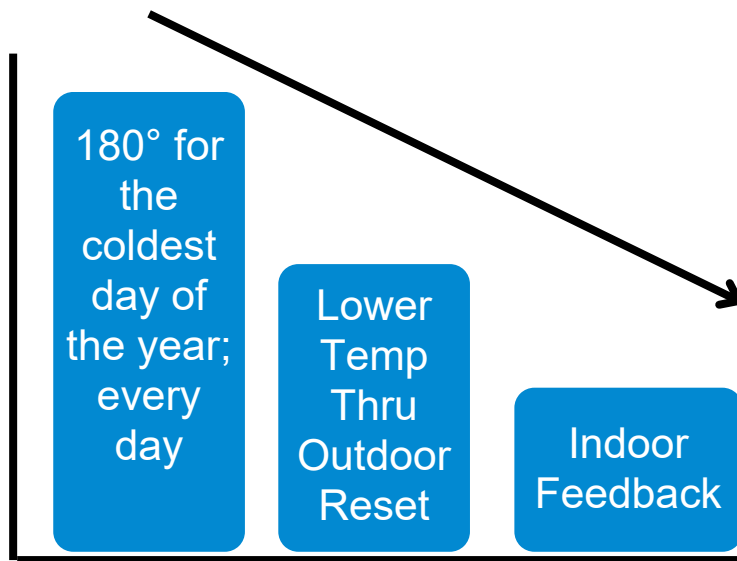 180° for
the
coldest
day of
the year;
every
day
Lower
Temp
Thru
Outdoor
Reset
Indoor
Feedback